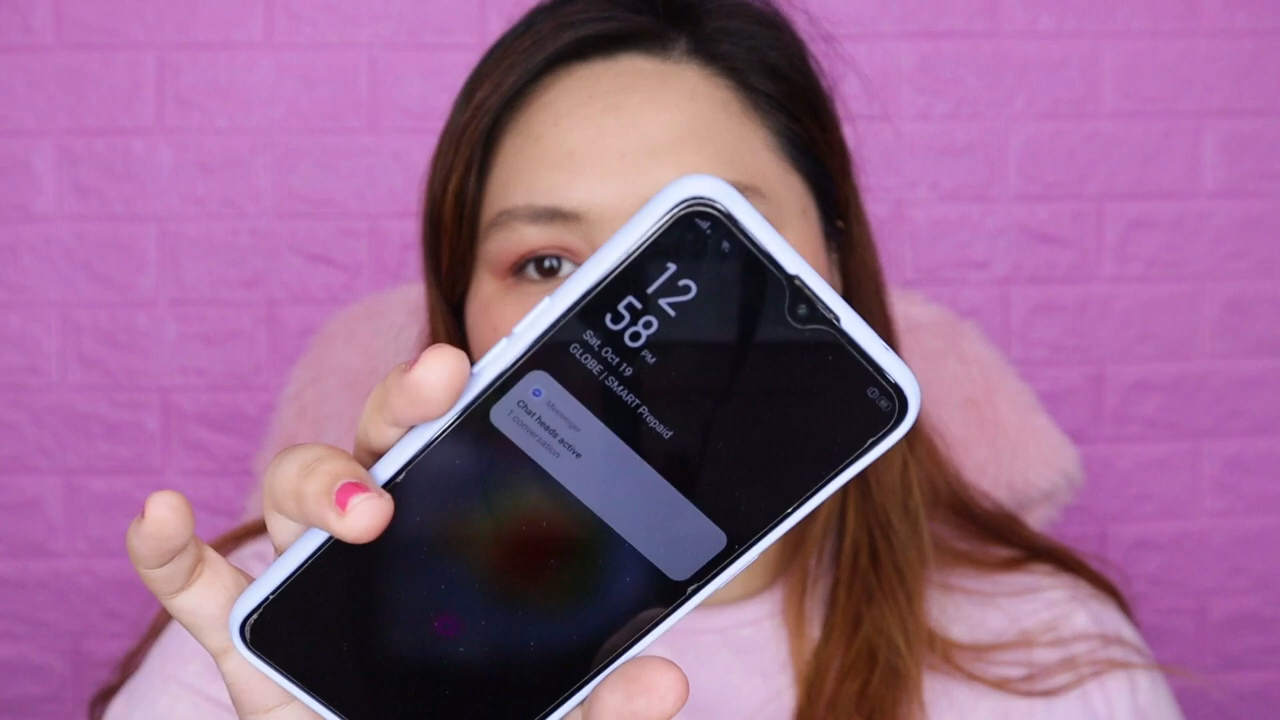 12
58
PM
Sat, Oct 19
GLOBE | SMART Prepaid
Messenger
Chat heads active
1 conversation